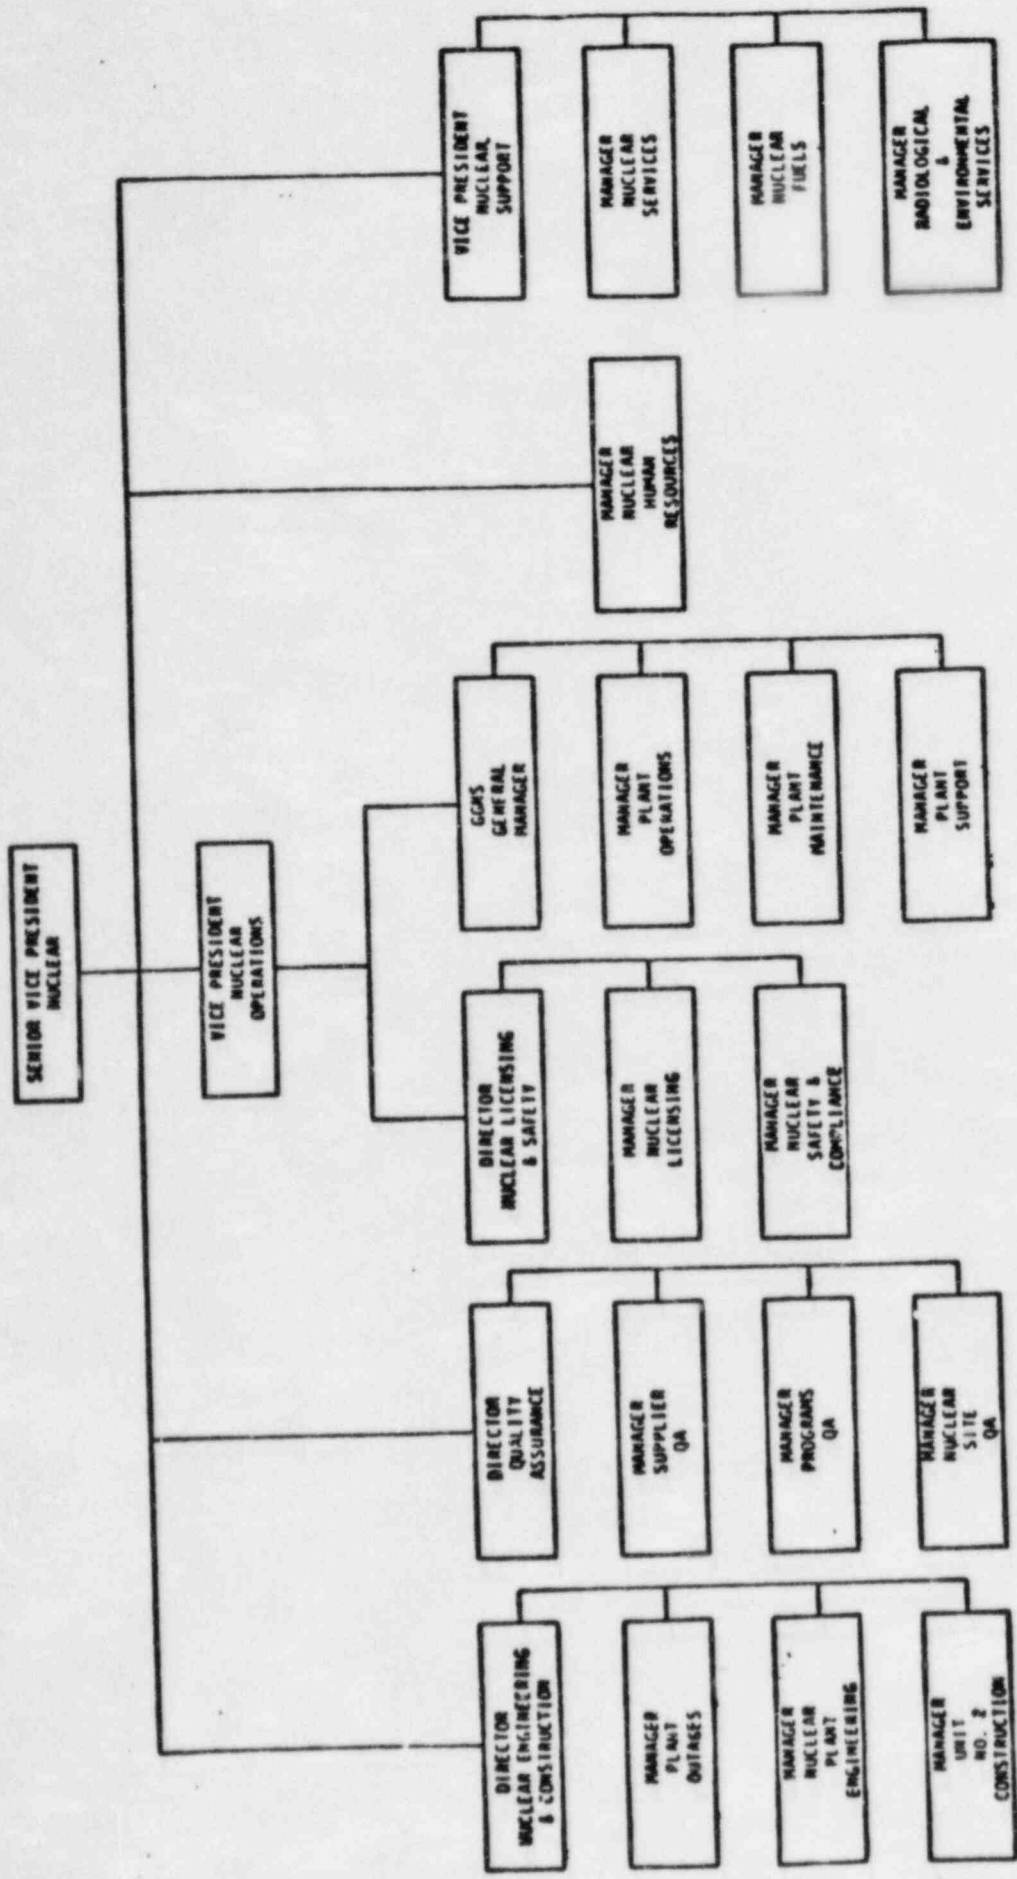 SENIOR VICE PRESIDENT
NUCLEAR
VICE PRESIDENT
NUCLEAR
OPERATIONS
DIRECTOR
NUCLEAR ENGINEERING
& CONSTRUCTION
MANAGER
PLANT
OUTAGES
MANAGER
NUCLEAR
PLANT
ENGINEERING
MANAGER
UNIT
NO. 2
CONSTRUCTION
DIRECTOR
QUALITY
ASSURANCE
MANAGER
SUPPLIER
QA
MANAGER
PROGRAMS
QA
MANAGER
NUCLEAR
SITE
QA
DIRECTOR
NUCLEAR LICENSING
& SAFETY
MANAGER
NUCLEAR
LICENSING
MANAGER
NUCLEAR
SAFETY &
COMPLIANCE
GGNS
GENERAL
MANAGER
MANAGER
PLANT
OPERATIONS
MANAGER
PLANT
MAINTENANCE
MANAGER
PLANT
SUPPORT
MANAGER
NUCLEAR
HUMAN
RESOURCES
VICE PRESIDENT
NUCLEAR,
SUPPORT
MANAGER
NUCLEAR
SERVICES
MANAGER
NUCLEAR
FUELS
MANAGER
RADIOLOGICAL
&
ENVIRONMENTAL
SERVICES